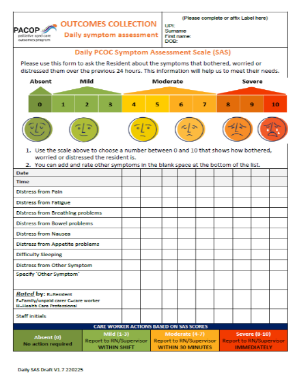 PACOP
OUTCOMES COLLECTION
Daily symptom assessment
(Please complete or affix Label here)
UPI:
Surname
First name:
DOB:
Daily PCOC Symptom Assessment Scale (SAS)
Please use this form to ask the Resident about the symptoms that bothered, worried or
distressed them over the previous 24 hours. This information will help us to meet their needs.
Absent Mild Moderate Severe
0 1 2 3 4 5 6 7 8 9 10
1. Use the scale above to choose a number between 0 and 10 that shows how bothered,
worried or distressed the resident is.
2. You can add and rate other symptoms in the blank space at the bottom of the list.
Date
Time
Distress from Pain
Distress from Fatigue
Distress from Breathing problems
Distress from Bowel problems
Distress from Nausea
Distress from Appetite problems
Difficulty Sleeping
Distress from Other Symptom
Specify 'Other Symptom'
Rated by: R=Resident
F=Family/unpaid carer C=Care worker
H=Health Care Professional
Staff initials
CARE WORKER ACTIONS BASED ON SAS SCORES
Absent (0)
No action required
Mild (1-3)
Report to RN/Supervisor
WITHIN SHIFT
Moderate (4-7)
Report to RN/Supervisor
WITHIN 30 MINUTES
Severe (8-10)
Report to RN/Supervisor
IMMEDIATELY
Daily SAS Draft V1.7 220225